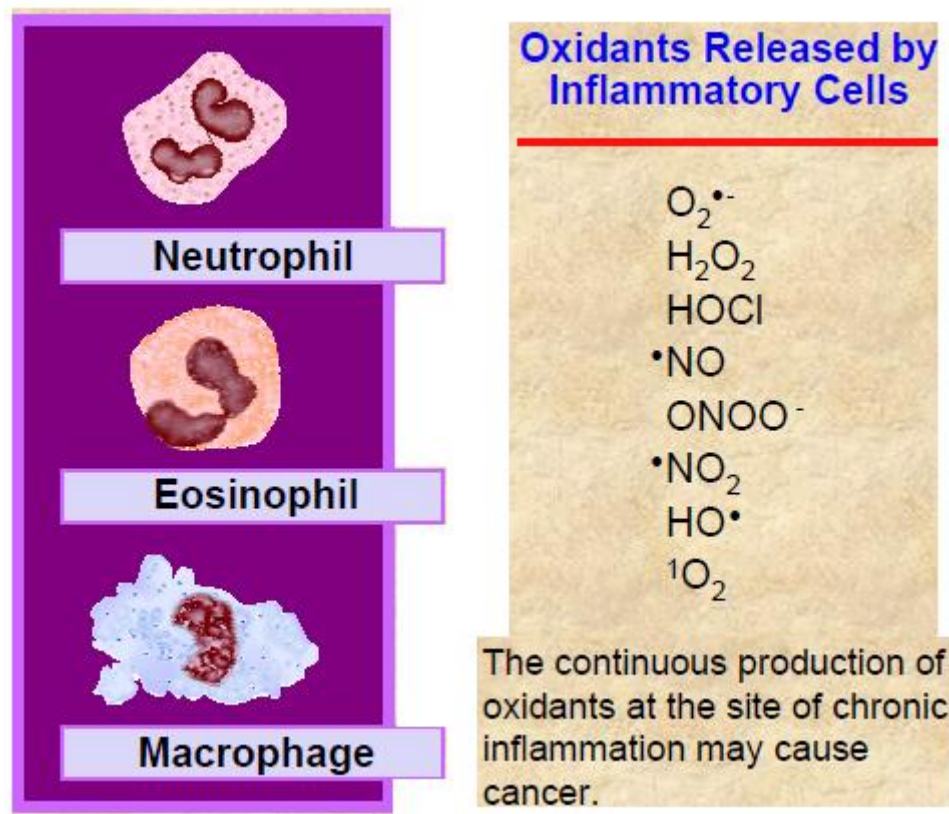 Neutrophil
Eosinophil
Macrophage
Oxidants Released by
Inflammatory Cells
O₂•-
H₂O₂
HOCl
•NO
ONOO-
•NO₂
HO•
¹O₂
The continuous production of
oxidants at the site of chronic
inflammation may cause
cancer.